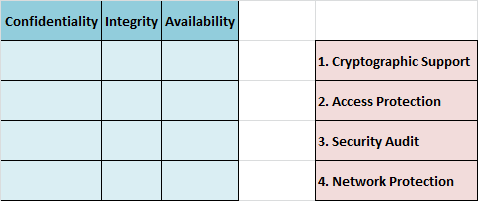 Confidentiality Integrity Availability
1. Cryptographic Support
2. Access Protection
3. Security Audit
4. Network Protection